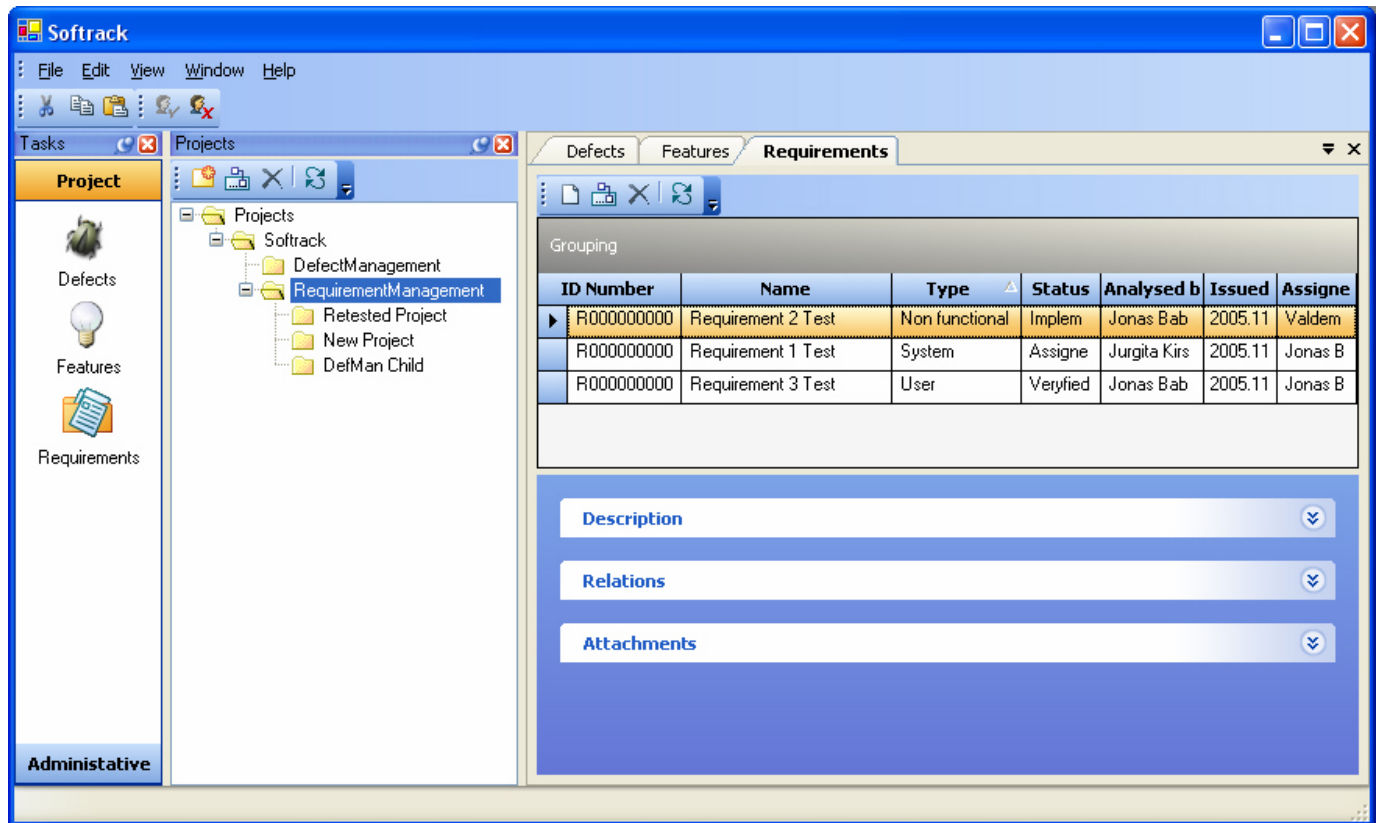 Softrack
File Edit View Window Help
Tasks
Project
Defects
Features
Requirements
Administative
Projects
Projects
Softrack
DefectManagement
RequirementManagement
Retested Project
New Project
DefMan Child
Defects Features Requirements
Grouping
ID Number Name Type Status Analysed b Issued Assigne
R000000000 Requirement 2 Test Non functional Implem Jonas Bab 2005.11 Valdem
R000000000 Requirement 1 Test System Assigne Jurgita Kirs 2005.11 Jonas B
R000000000 Requirement 3 Test User Veryfied Jonas Bab 2005.11 Jonas B
Description
Relations
Attachments